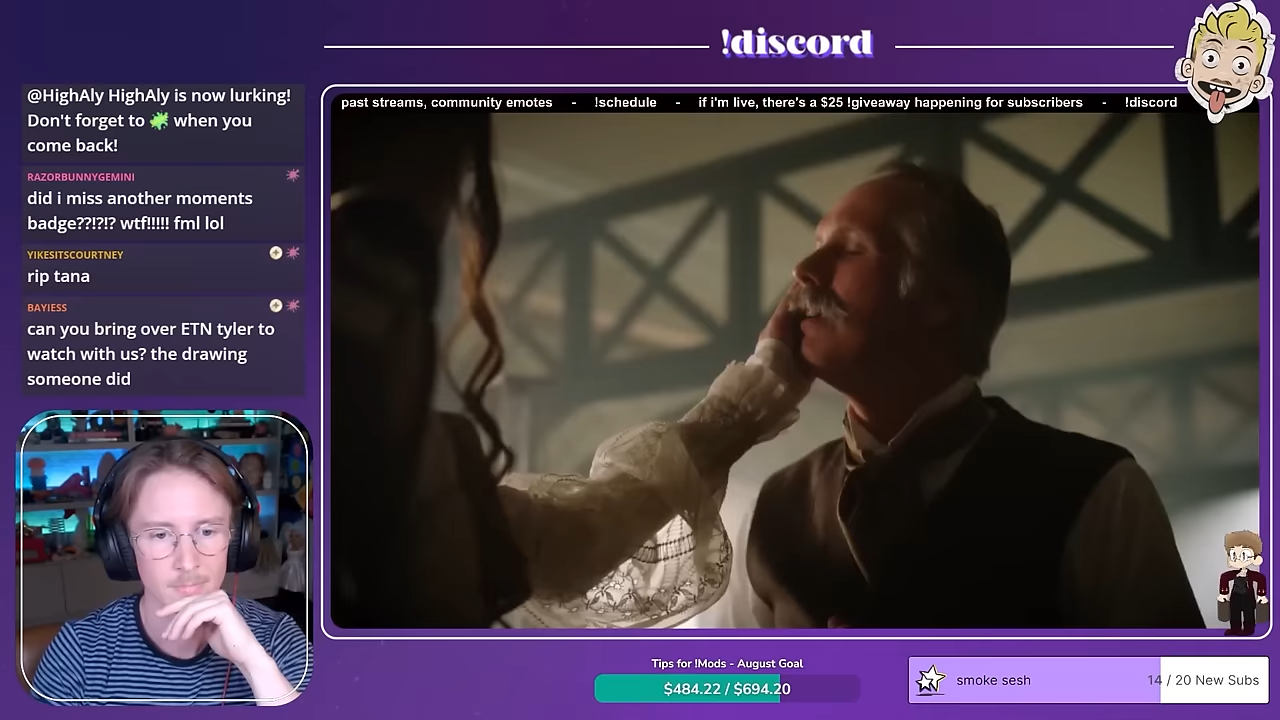 !discord
past streams, community emotes - !schedule - if i'm live, there's a $25 !giveaway happening for subscribers - !discord
@HighAly HighAly is now lurking!
Don't forget to when you
come back!
RAZORBUNNYGEMINI
did i miss another moments
badge??!?!? wtf!!!!! fml lol
YIKESITSCOURTNEY
rip tana
BAYIESS
can you bring over ETN tyler to
watch with us? the drawing
someone did
Tips for !Mods - August Goal
$484.22 / $694.20
smoke sesh
14 / 20 New Subs